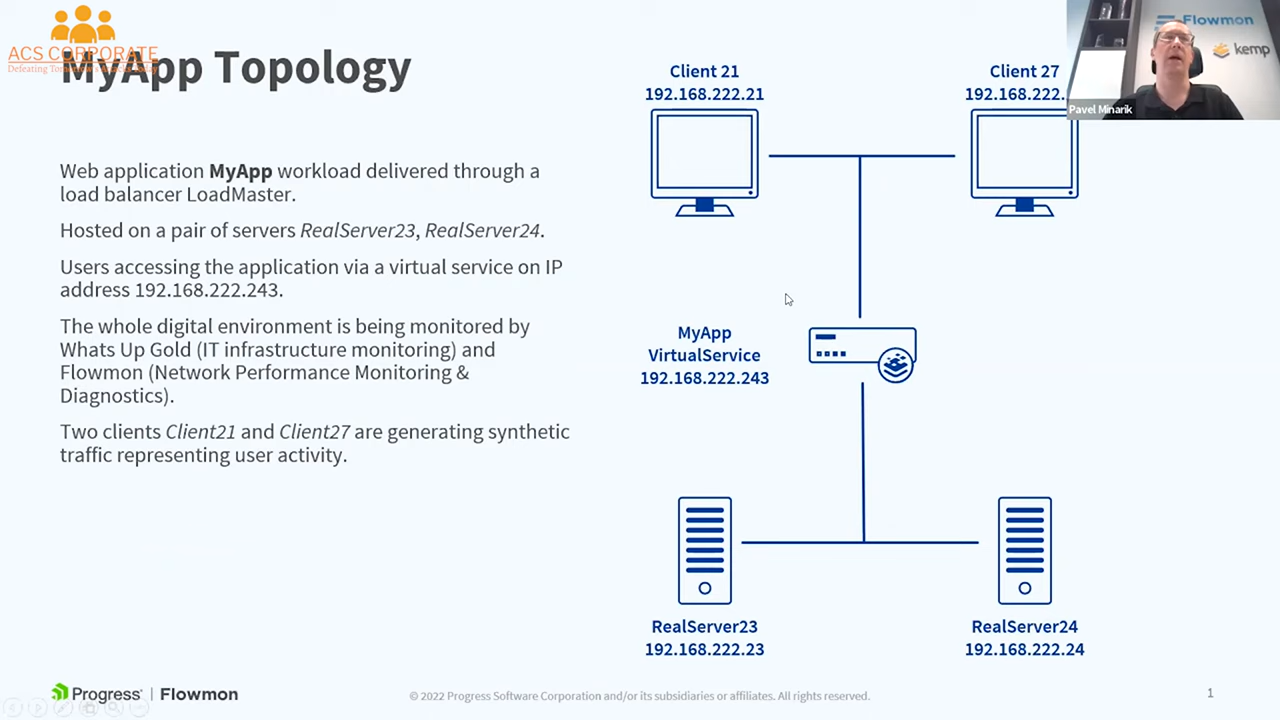 ACS CORPORATE
MyApp Topology
Web application MyApp workload delivered through a
load balancer LoadMaster.
Hosted on a pair of servers RealServer23, RealServer24.
Users accessing the application via a virtual service on IP
address 192.168.222.243.
The whole digital environment is being monitored by
Whats Up Gold (IT infrastructure monitoring) and
Flowmon (Network Performance Monitoring &
Diagnostics).
Two clients Client21 and Client27 are generating synthetic
traffic representing user activity.
Client 21
192.168.222.21
Client 27
192.168.222.
Flowmon
kemp
Pavel Minarik
MyApp
VirtualService
192.168.222.243
RealServer23
192.168.222.23
RealServer24
192.168.222.24
Progress | Flowmon
© 2022 Progress Software Corporation and/or its subsidiaries or affiliates. All rights reserved.
1